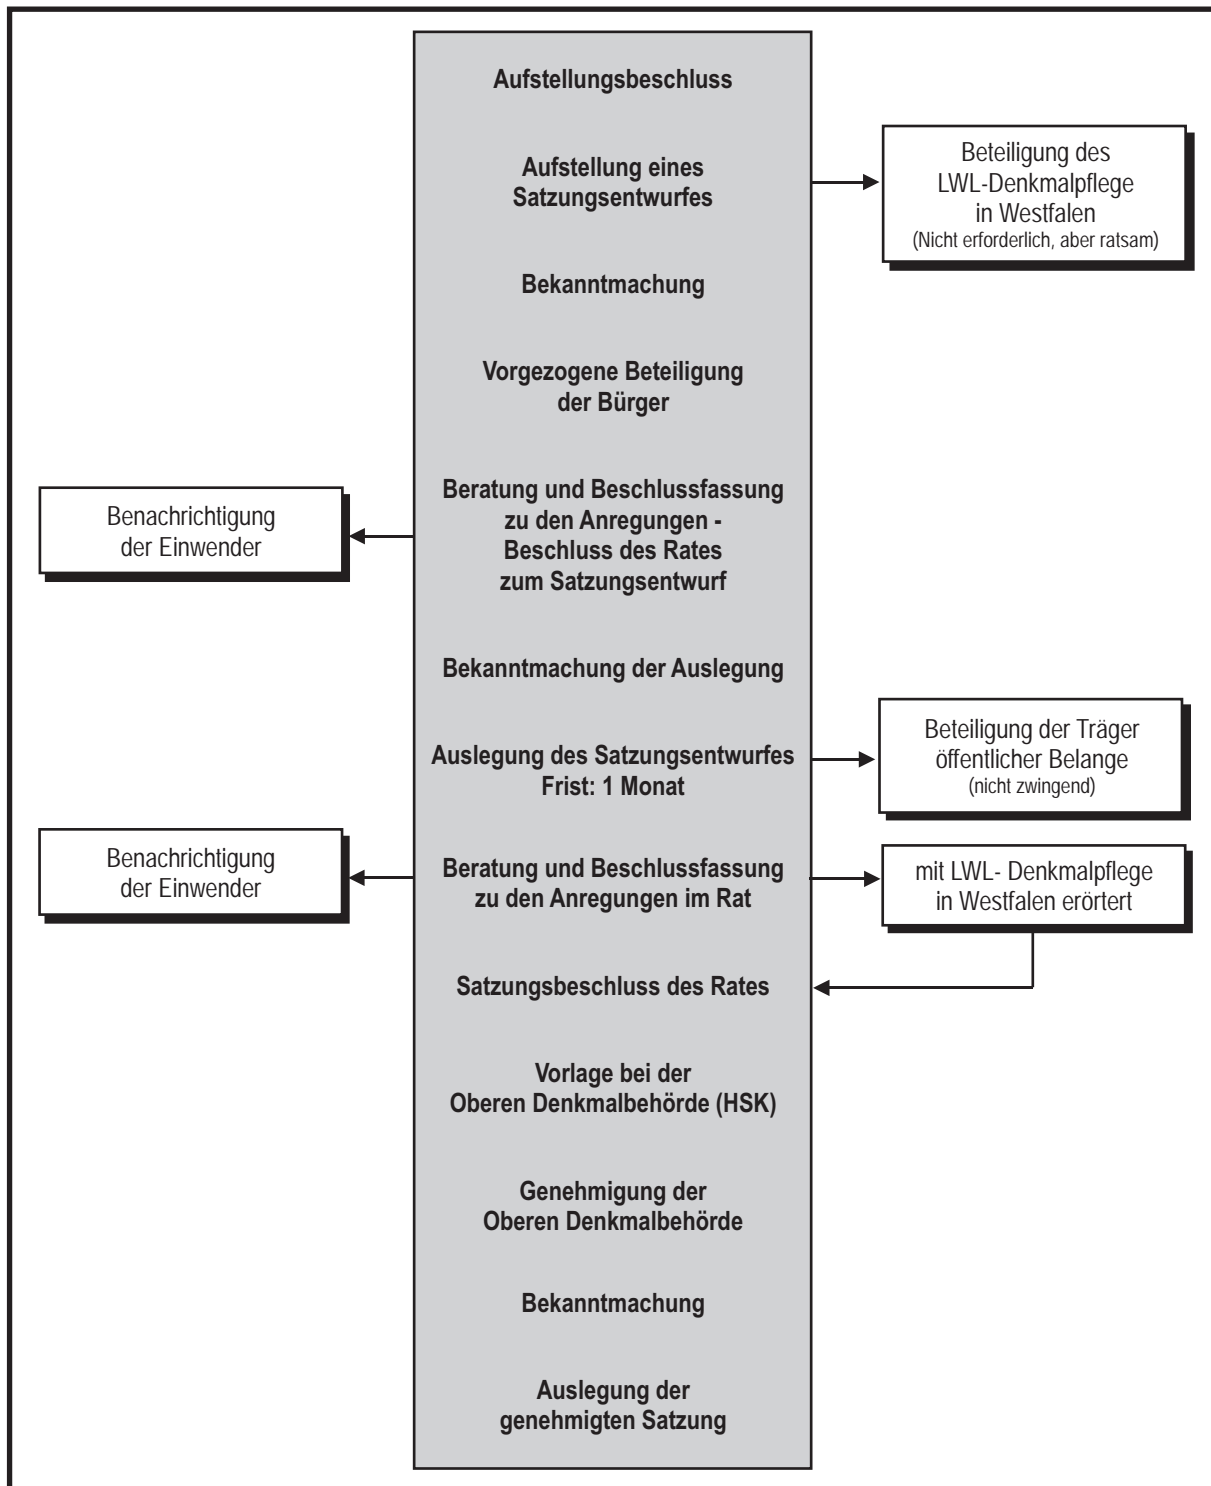 Aufstellungsbeschluss
Aufstellung eines
Satzungsentwurfes
Beteiligung des
LWL-Denkmalpflege
in Westfalen
(Nicht erforderlich, aber ratsam)
Bekanntmachung
Vorgezogene Beteiligung
der Bürger
Beratung und Beschlussfassung
zu den Anregungen -
Beschluss des Rates
zum Satzungsentwurf
Benachrichtigung
der Einwender
Bekanntmachung der Auslegung
Auslegung des Satzungsentwurfes
Frist: 1 Monat
Beteiligung der Träger
öffentlicher Belange
(nicht zwingend)
Beratung und Beschlussfassung
zu den Anregungen im Rat
Benachrichtigung
der Einwender
mit LWL- Denkmalpflege
in Westfalen erörtert
Satzungsbeschluss des Rates
Vorlage bei der
Oberen Denkmalbehörde (HSK)
Genehmigung der
Oberen Denkmalbehörde
Bekanntmachung
Auslegung der
genehmigten Satzung